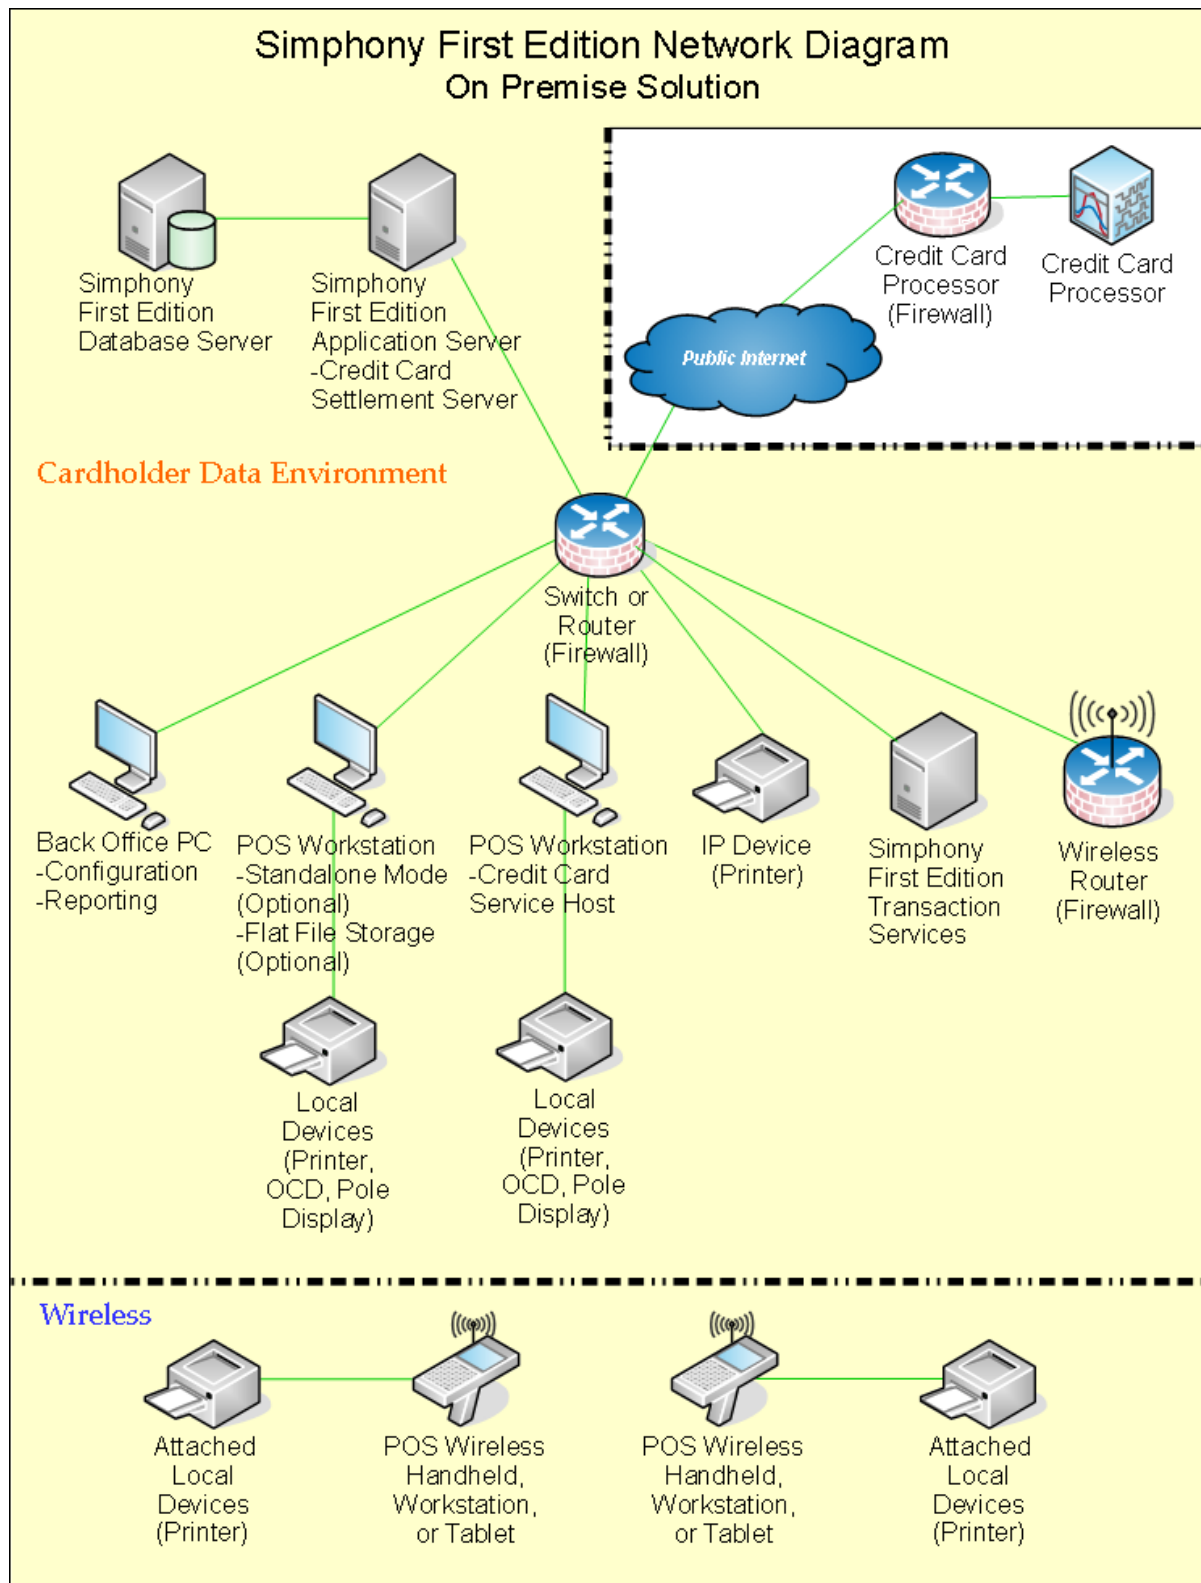 Simphony First Edition Network Diagram
On Premise Solution
Simphony
First Edition
Database Server
Simphony
First Edition
Application Server
-Credit Card
Settlement Server
Public Internet
Credit Card
Processor
(Firewall)
Credit Card
Processor
Cardholder Data Environment
Switch or
Router
(Firewall)
Back Office PC
-Configuration
-Reporting
POS Workstation
-Standalone Mode
(Optional)
-Flat File Storage
(Optional)
POS Workstation
-Credit Card
Service Host
IP Device
(Printer)
Simphony
First Edition
Transaction
Services
Wireless
Router
(Firewall)
Local
Devices
(Printer,
OCD, Pole
Display)
Local
Devices
(Printer,
OCD, Pole
Display)
Wireless
Attached
Local
Devices
(Printer)
POS Wireless
Handheld,
Workstation,
or Tablet
POS Wireless
Handheld,
Workstation,
or Tablet
Attached
Local
Devices
(Printer)